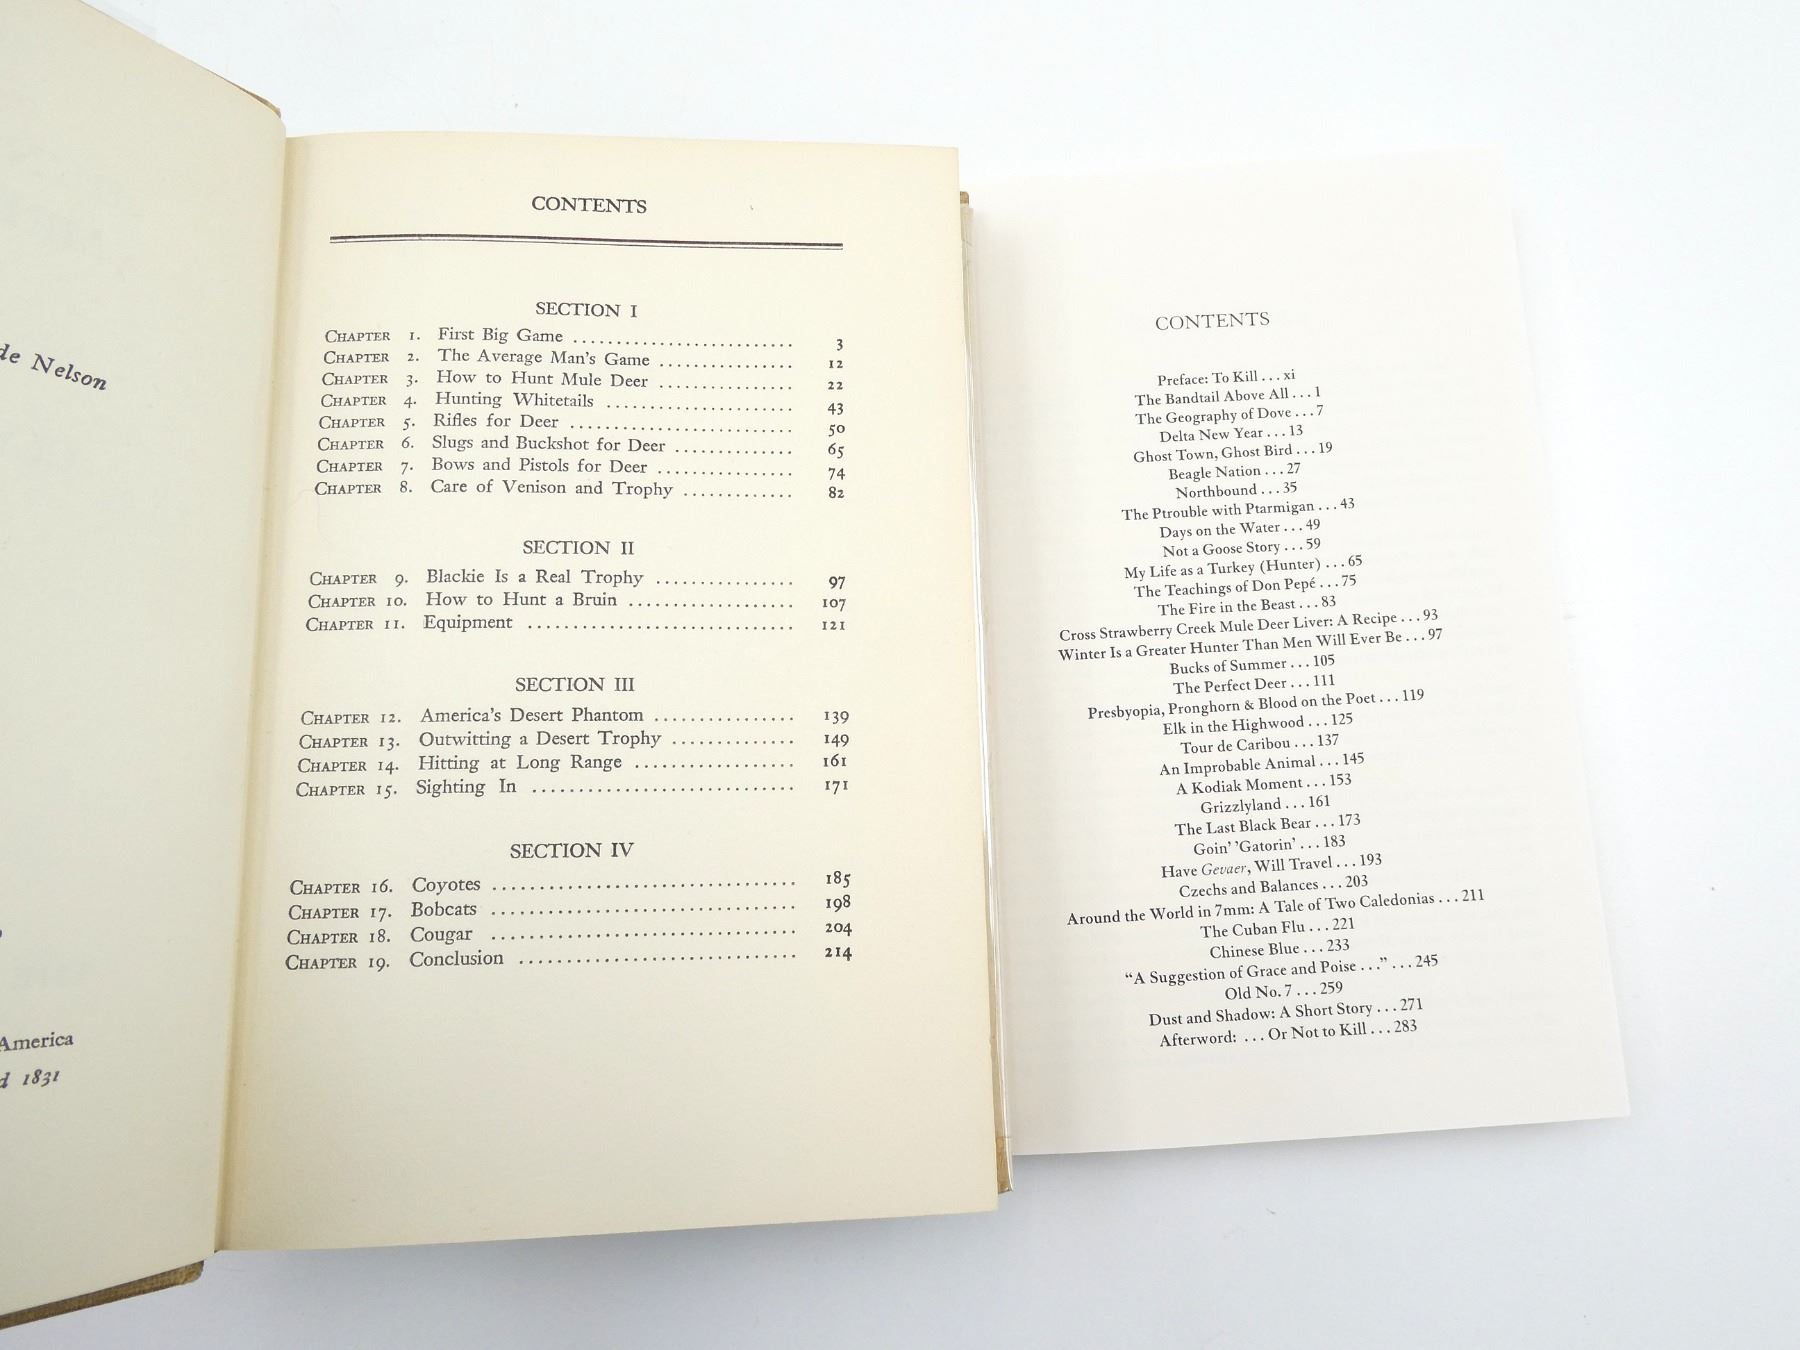 de Nelson
America
d 1831
CONTENTS
SECTION I
CHAPTER 1. First Big Game .......................... 3
CHAPTER 2. The Average Man's Game ................ 12
CHAPTER 3. How to Hunt Mule Deer ................ 22
CHAPTER 4. Hunting Whitetails ...................... 43
CHAPTER 5. Rifles for Deer .......................... 50
CHAPTER 6. Slugs and Buckshot for Deer ............. 65
CHAPTER 7. Bows and Pistols for Deer ................ 74
CHAPTER 8. Care of Venison and Trophy ............. 82
SECTION II
CHAPTER 9. Blackie Is a Real Trophy ................ 97
CHAPTER 10. How to Hunt a Bruin .................... 107
CHAPTER 11. Equipment ................................ 121
SECTION III
CHAPTER 12. America's Desert Phantom ................ 139
CHAPTER 13. Outwitting a Desert Trophy ............. 149
CHAPTER 14. Hitting at Long Range .................. 161
CHAPTER 15. Sighting In .............................. 171
SECTION IV
CHAPTER 16. Coyotes .................................. 185
CHAPTER 17. Bobcats .................................. 198
CHAPTER 18. Cougar .................................. 204
CHAPTER 19. Conclusion .............................. 214
CONTENTS
Preface: To Kill . . . xi
The Bandtail Above All . . . 1
The Geography of Dove . . . 7
Delta New Year . . . 13
Ghost Town, Ghost Bird . . . 19
Beagle Nation . . . 27
Northbound . . . 35
The Ptrouble with Ptarmigan . . . 43
Days on the Water . . . 49
Not a Goose Story . . . 59
My Life as a Turkey (Hunter) . . . 65
The Teachings of Don Pepé . . . 75
The Fire in the Beast . . . 83
Cross Strawberry Creek Mule Deer Liver: A Recipe . . . 93
Winter Is a Greater Hunter Than Men Will Ever Be . . . 97
Bucks of Summer . . . 105
The Perfect Deer . . . 111
Presbyopia, Pronghorn & Blood on the Poet . . . 119
Elk in the Highwood . . . 125
Tour de Caribou . . . 137
An Improbable Animal . . . 145
A Kodiak Moment . . . 153
Grizzlyland . . . 161
The Last Black Bear . . . 173
Goin' 'Gatorin' . . . 183
Have Gevaer, Will Travel . . . 193
Czechs and Balances . . . 203
Around the World in 7mm: A Tale of Two Caledonias . . . 211
The Cuban Flu . . . 221
Chinese Blue . . . 233
“A Suggestion of Grace and Poise . . .” . . . 245
Old No. 7 . . . 259
Dust and Shadow: A Short Story . . . 271
Afterword: . . . Or Not to Kill . . . 283